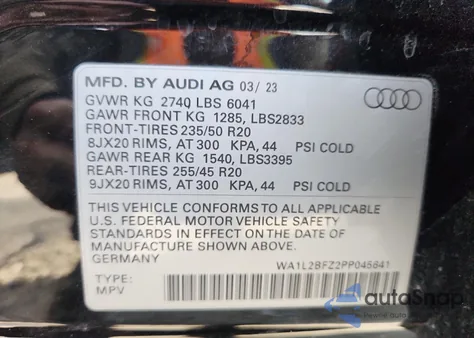 MFD. BY AUDI AG 03/ 23
GVWR KG 2740 LBS 6041
GAWR FRONT KG 1285, LBS2833
FRONT-TIRES 235/50 R20
8JX20 RIMS, AT 300 KPA, 44 PSI COLD
GAWR REAR KG 1540, LBS3395
REAR-TIRES 255/45 R20
9JX20 RIMS, AT 300 KPA, 44 PSI COLD
THIS VEHICLE CONFORMS TO ALL APPLICABLE
U.S. FEDERAL MOTOR VEHICLE SAFETY
STANDARDS IN EFFECT ON THE DATE OF
MANUFACTURE SHOWN ABOVE.
GERMANY
WA1L2BFZ2PP045641
TYPE:
MPV
autoSnap